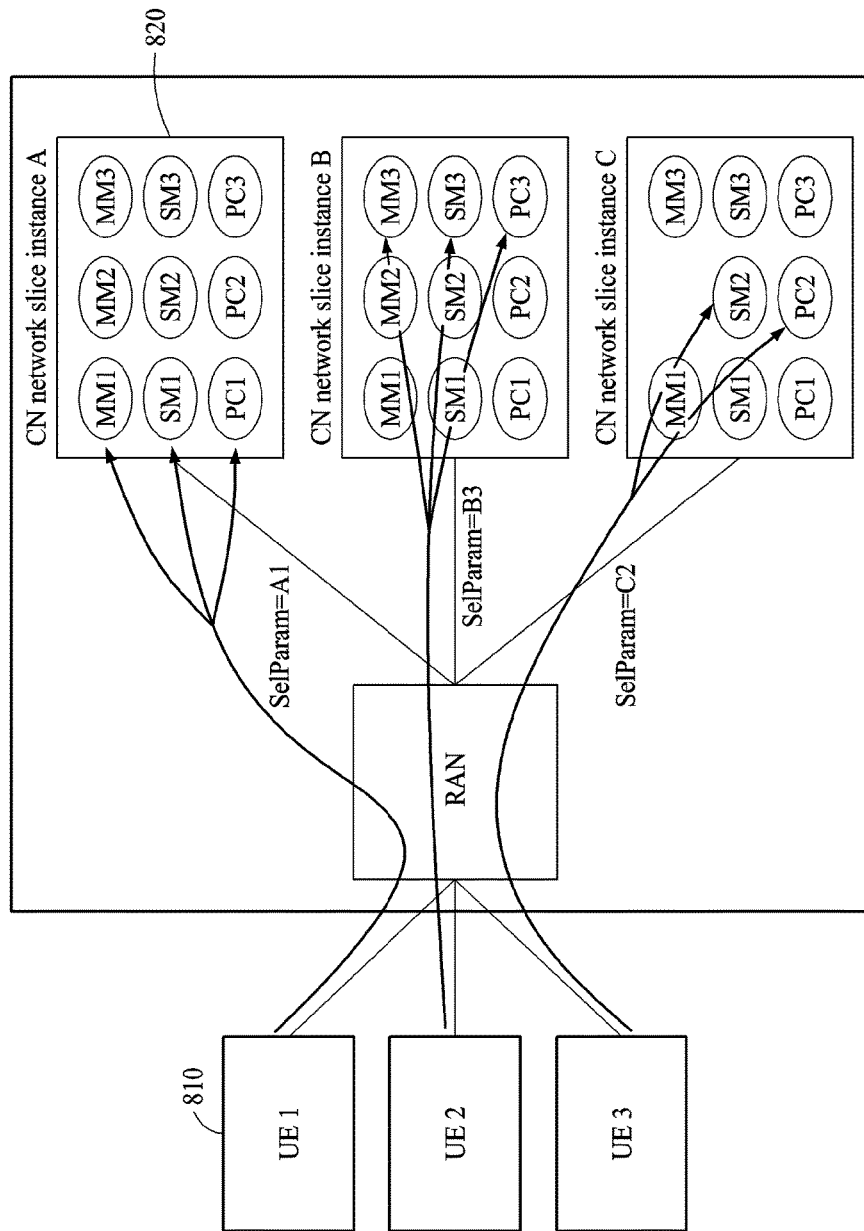 810
UE 1
UE 2
UE 3
RAN
SelParam=A1
SelParam=B3
SelParam=C2
820
CN network slice instance A
MM1 MM2 MM3
SM1 SM2 SM3
PC1 PC2 PC3
CN network slice instance B
MM1 MM2 MM3
SM1 SM2 SM3
PC1 PC2 PC3
CN network slice instance C
MM1 MM3
SM1 SM2 SM3
PC1 PC2 PC3